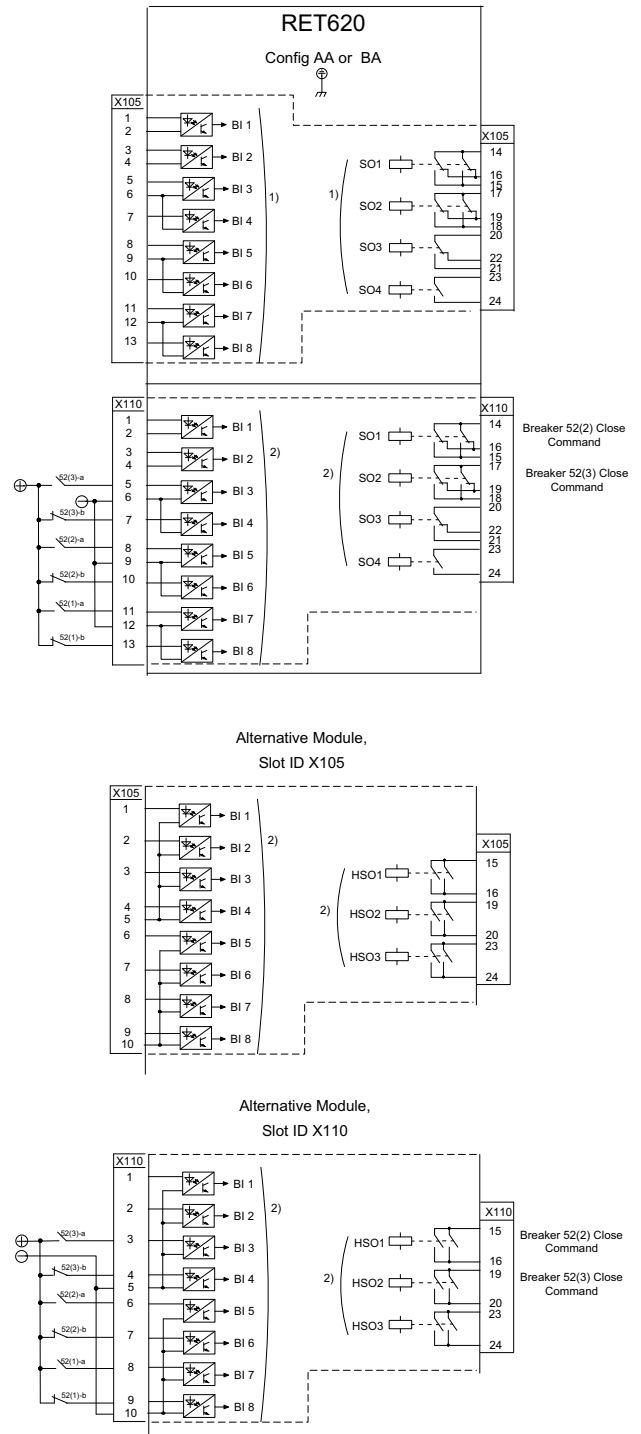 RET620
Config AA or BA
X105
1
2
BI 1
3
4
BI 2
5
6
BI 3
7
BI 4
8
9
BI 5
10
BI 6
11
12
BI 7
13
BI 8
1)
X105
14
SO1
16
15
17
1)
SO2
19
18
20
SO3
22
21
23
SO4
24
X110
1
2
BI 1
3
4
BI 2
52(3)-a
5
6
BI 3
52(3)-b
7
BI 4
52(2)-a
8
9
BI 5
52(2)-b
10
BI 6
52(1)-a
11
12
BI 7
52(1)-b
13
BI 8
2)
X110
14
SO1
16
15
17
Breaker 52(2) Close
Command
2)
SO2
19
18
20
Breaker 52(3) Close
Command
SO3
22
21
23
SO4
24
Alternative Module,
Slot ID X105
X105
1
BI 1
2
BI 2
3
BI 3
4
5
BI 4
6
BI 5
7
BI 6
8
BI 7
9
10
BI 8
2)
X105
15
HSO1
16
19
2)
HSO2
20
23
HSO3
24
Alternative Module,
Slot ID X110
X110
1
BI 1
2
BI 2
52(3)-a
3
BI 3
52(3)-b
4
5
BI 4
52(2)-a
6
BI 5
52(2)-b
7
BI 6
52(1)-a
8
BI 7
52(1)-b
9
10
BI 8
2)
X110
15
HSO1
16
Breaker 52(2) Close
Command
19
2)
HSO2
20
Breaker 52(3) Close
Command
23
HSO3
24